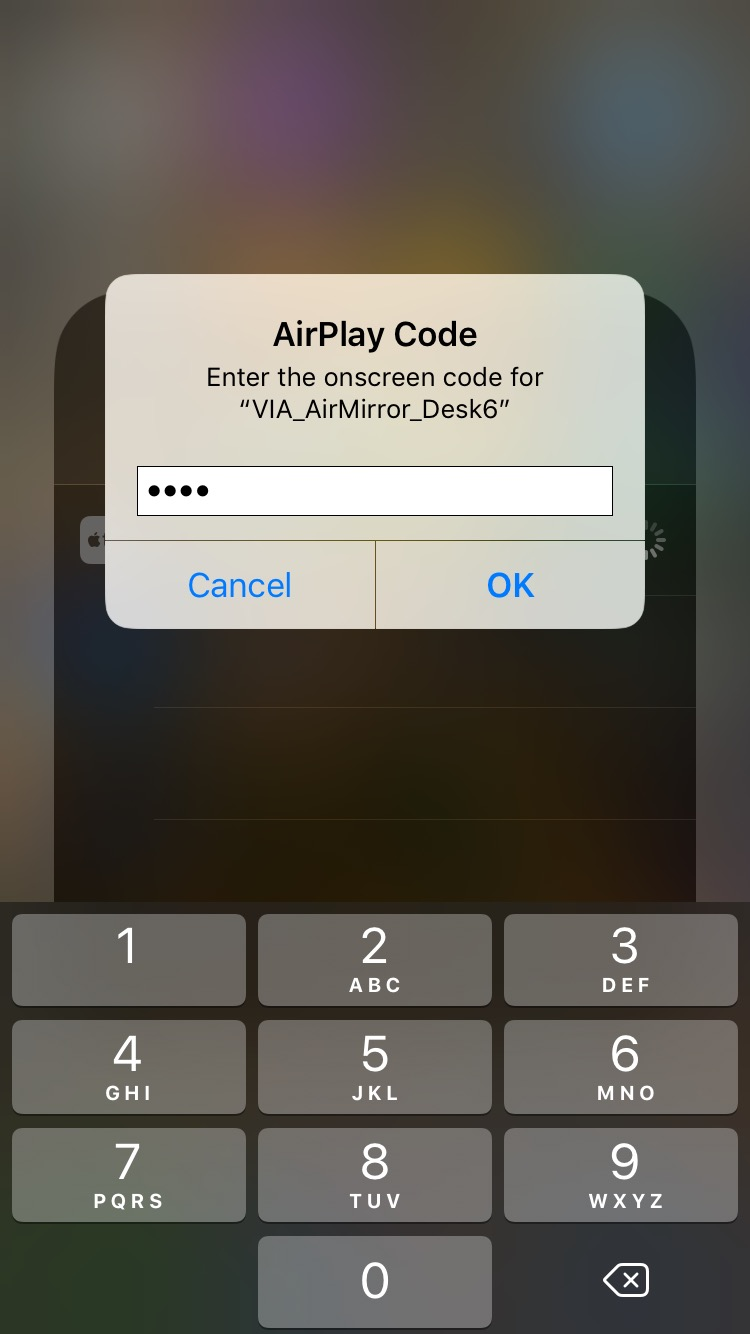 AirPlay Code
Enter the onscreen code for
“VIA_AirMirror_Desk6”
••••
Cancel OK
1 2 3
ABC DEF
4 5 6
GHI JKL MNO
7 8 9
PQRS TUV WXYZ
0